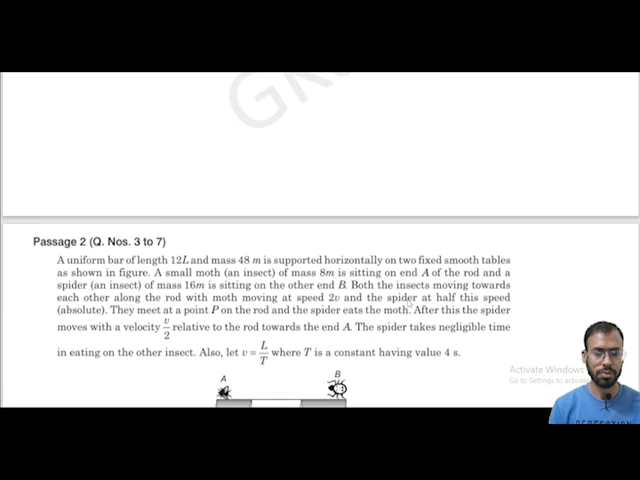 GR
Passage 2 (Q. Nos. 3 to 7)
A uniform bar of length 12L and mass 48 m is supported horizontally on two fixed smooth tables
as shown in figure. A small moth (an insect) of mass 8m is sitting on end A of the rod and a
spider (an insect) of mass 16m is sitting on the other end B. Both the insects moving towards
each other along the rod with moth moving at speed 2v and the spider at half this speed
(absolute). They meet at a point P on the rod and the spider eats the moth. After this the spider
moves with a velocity v/2 relative to the rod towards the end A. The spider takes negligible time
in eating on the other insect. Also, let v = L/T where T is a constant having value 4 s.
Activate Windows
Go to Settings to activate
A B